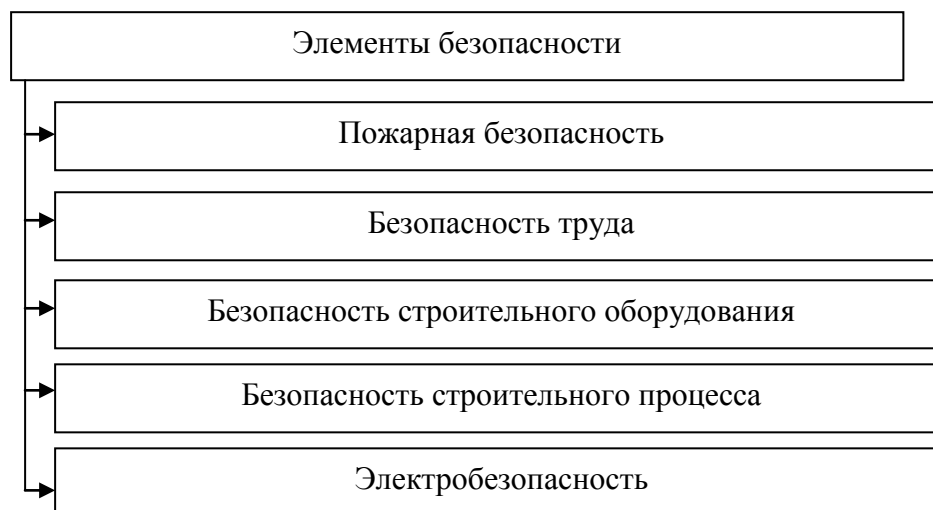 Элементы безопасности
Пожарная безопасность
Безопасность труда
Безопасность строительного оборудования
Безопасность строительного процесса
Электробезопасность